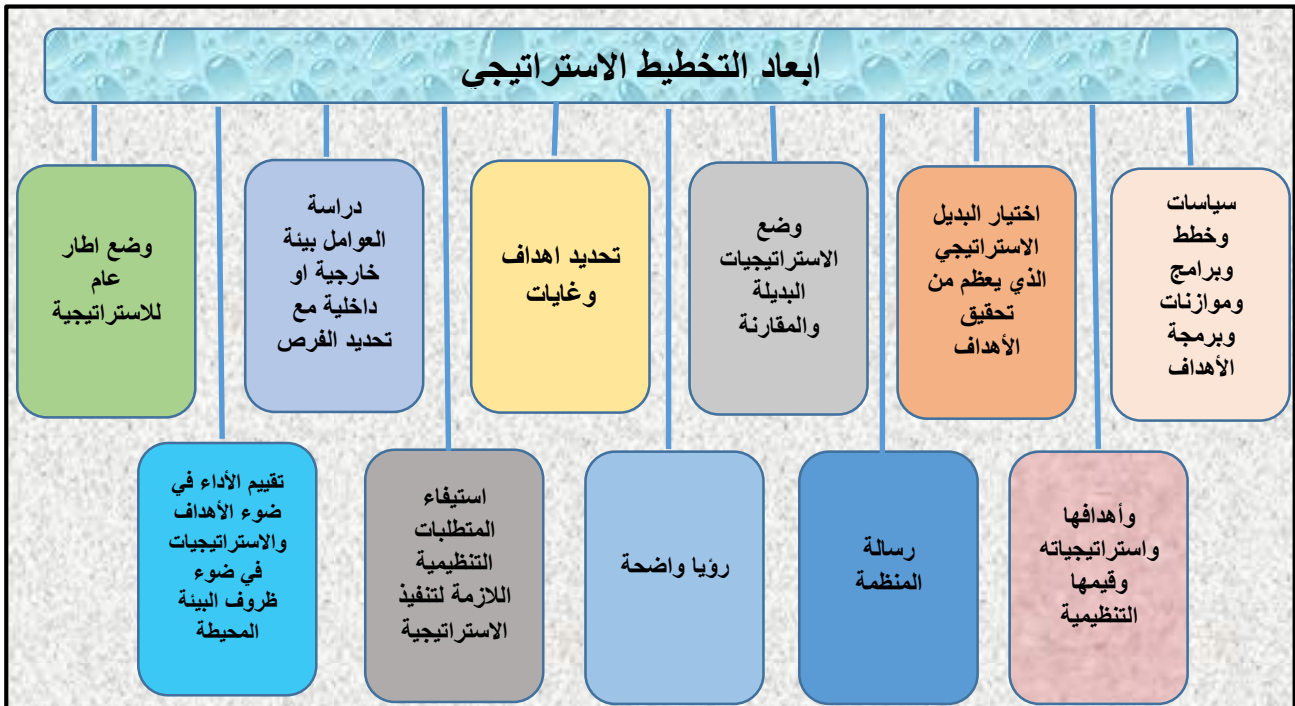 ابعاد التخطيط الاستراتيجي
سياسات
وخطط
وبرامج
وموازنات
وبرمجة
الأهداف
اختيار البديل
الاستراتيجي
الذي يعظم من
تحقيق
الأهداف
وضع
الاستراتيجيات
البديلة
والمقارنة
تحديد اهداف
وغايات
دراسة
العوامل بيئة
خارجية او
داخلية مع
تحديد الفرص
وضع اطار
عام
للاستراتيجية
وأهدافها
واستراتيجياته
وقيمها
التنظيمية
رسالة
المنظمة
رؤيا واضحة
استيفاء
المتطلبات
التنظيمية
اللازمة لتنفيذ
الاستراتيجية
تقييم الأداء في
ضوء الأهداف
والاستراتيجيات
في ضوء
ظروف البيئة
المحيطة